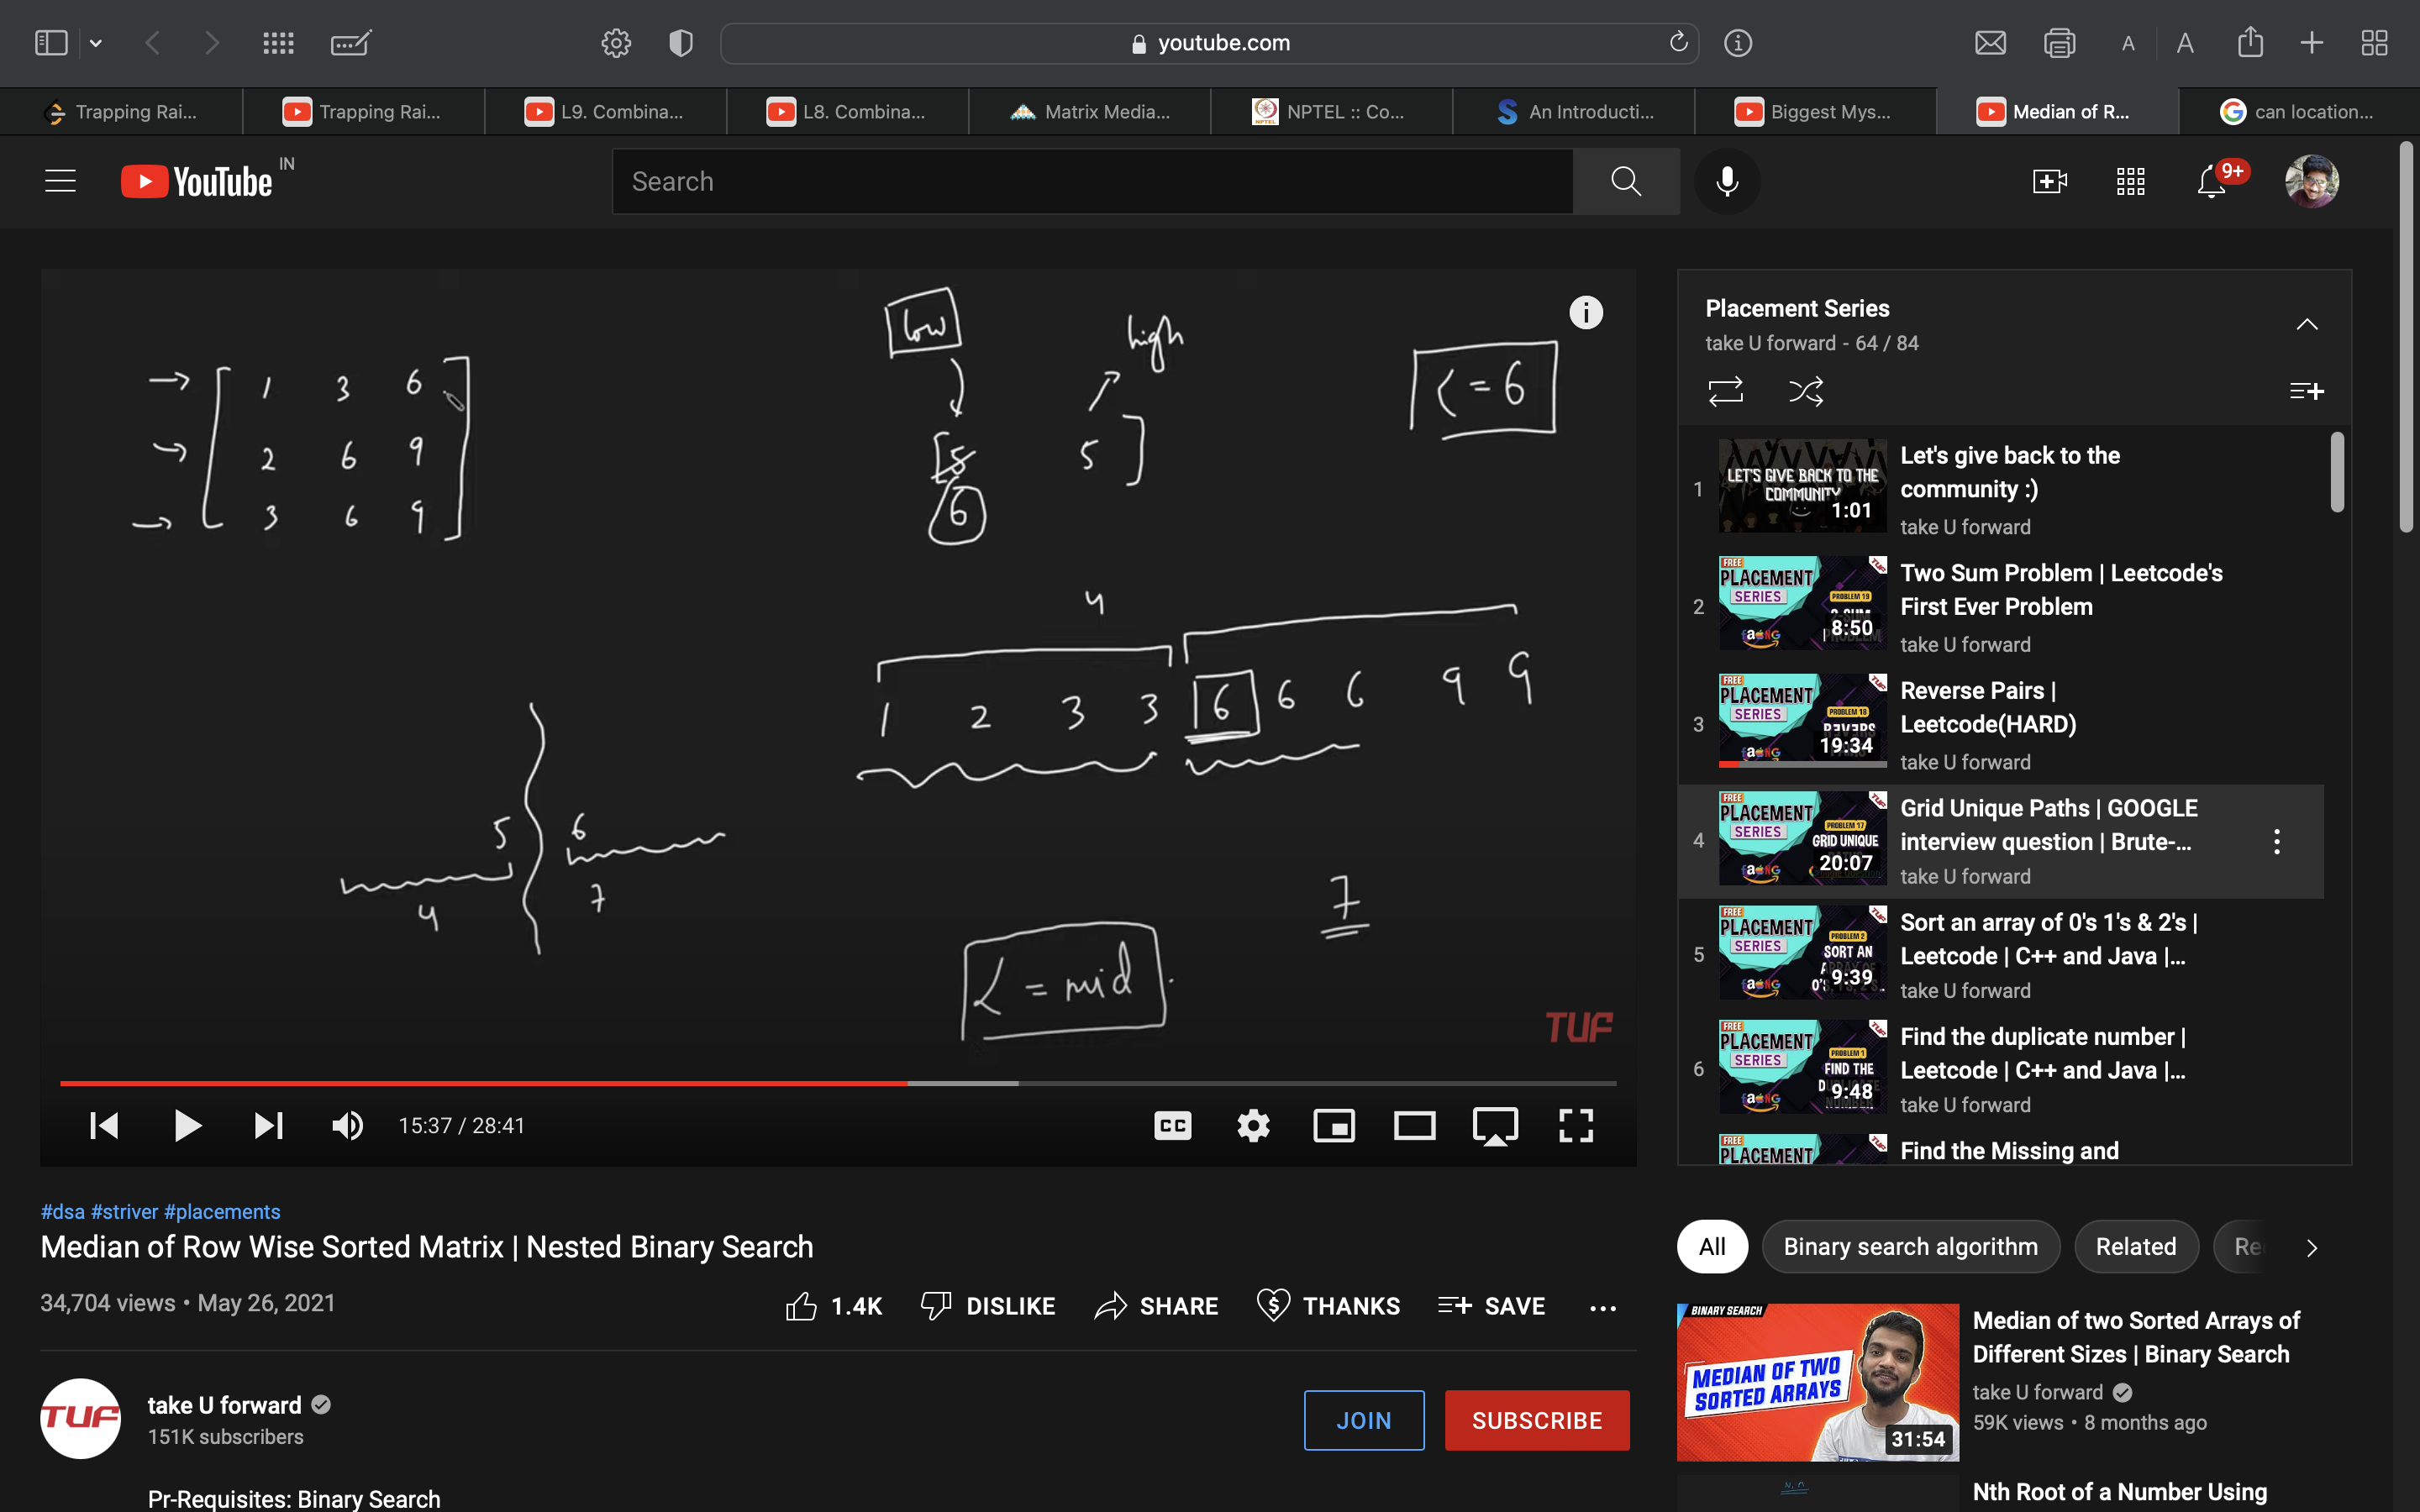 youtube.com
A A
Trapping Rai...
Trapping Rai...
L9. Combina...
L8. Combina...
Matrix Media...
NPTEL :: Co...
An Introducti...
Biggest Mys...
Median of R...
can location...
YouTube IN
Search
9+
low
high
< = 6
1 3 6
2 6 9
3 6 9
[5 5]
6
4
1 2 3 3 6 6 6 9 9
5 6
4 7
7
< = mid
TUF
15:37 / 28:41
CC
#dsa #striver #placements
Median of Row Wise Sorted Matrix | Nested Binary Search
34,704 views • May 26, 2021
1.4K DISLIKE SHARE THANKS SAVE
TUF
take U forward
151K subscribers
JOIN SUBSCRIBE
Pr-Requisites: Binary Search
Placement Series
take U forward - 64 / 84
1
LET'S GIVE BACK TO THE
COMMUNITY
1:01
Let's give back to the
community :)
take U forward
2
FREE
PLACEMENT
SERIES
PROBLEM 19
8:50
Two Sum Problem | Leetcode's
First Ever Problem
take U forward
3
FREE
PLACEMENT
SERIES
PROBLEM 18
19:34
Reverse Pairs |
Leetcode(HARD)
take U forward
4
FREE
PLACEMENT
SERIES
PROBLEM 17
GRID UNIQUE
20:07
Grid Unique Paths | GOOGLE
interview question | Brute-...
take U forward
5
FREE
PLACEMENT
SERIES
PROBLEM 2
SORT AN
9:39
Sort an array of 0's 1's & 2's |
Leetcode | C++ and Java |...
take U forward
6
FREE
PLACEMENT
SERIES
PROBLEM 1
FIND THE
9:48
Find the duplicate number |
Leetcode | C++ and Java |...
take U forward
FREE
PLACEMENT
Find the Missing and
All Binary search algorithm Related
BINARY SEARCH
MEDIAN OF TWO
SORTED ARRAYS
31:54
Median of two Sorted Arrays of
Different Sizes | Binary Search
take U forward
59K views • 8 months ago
Nth Root of a Number Using